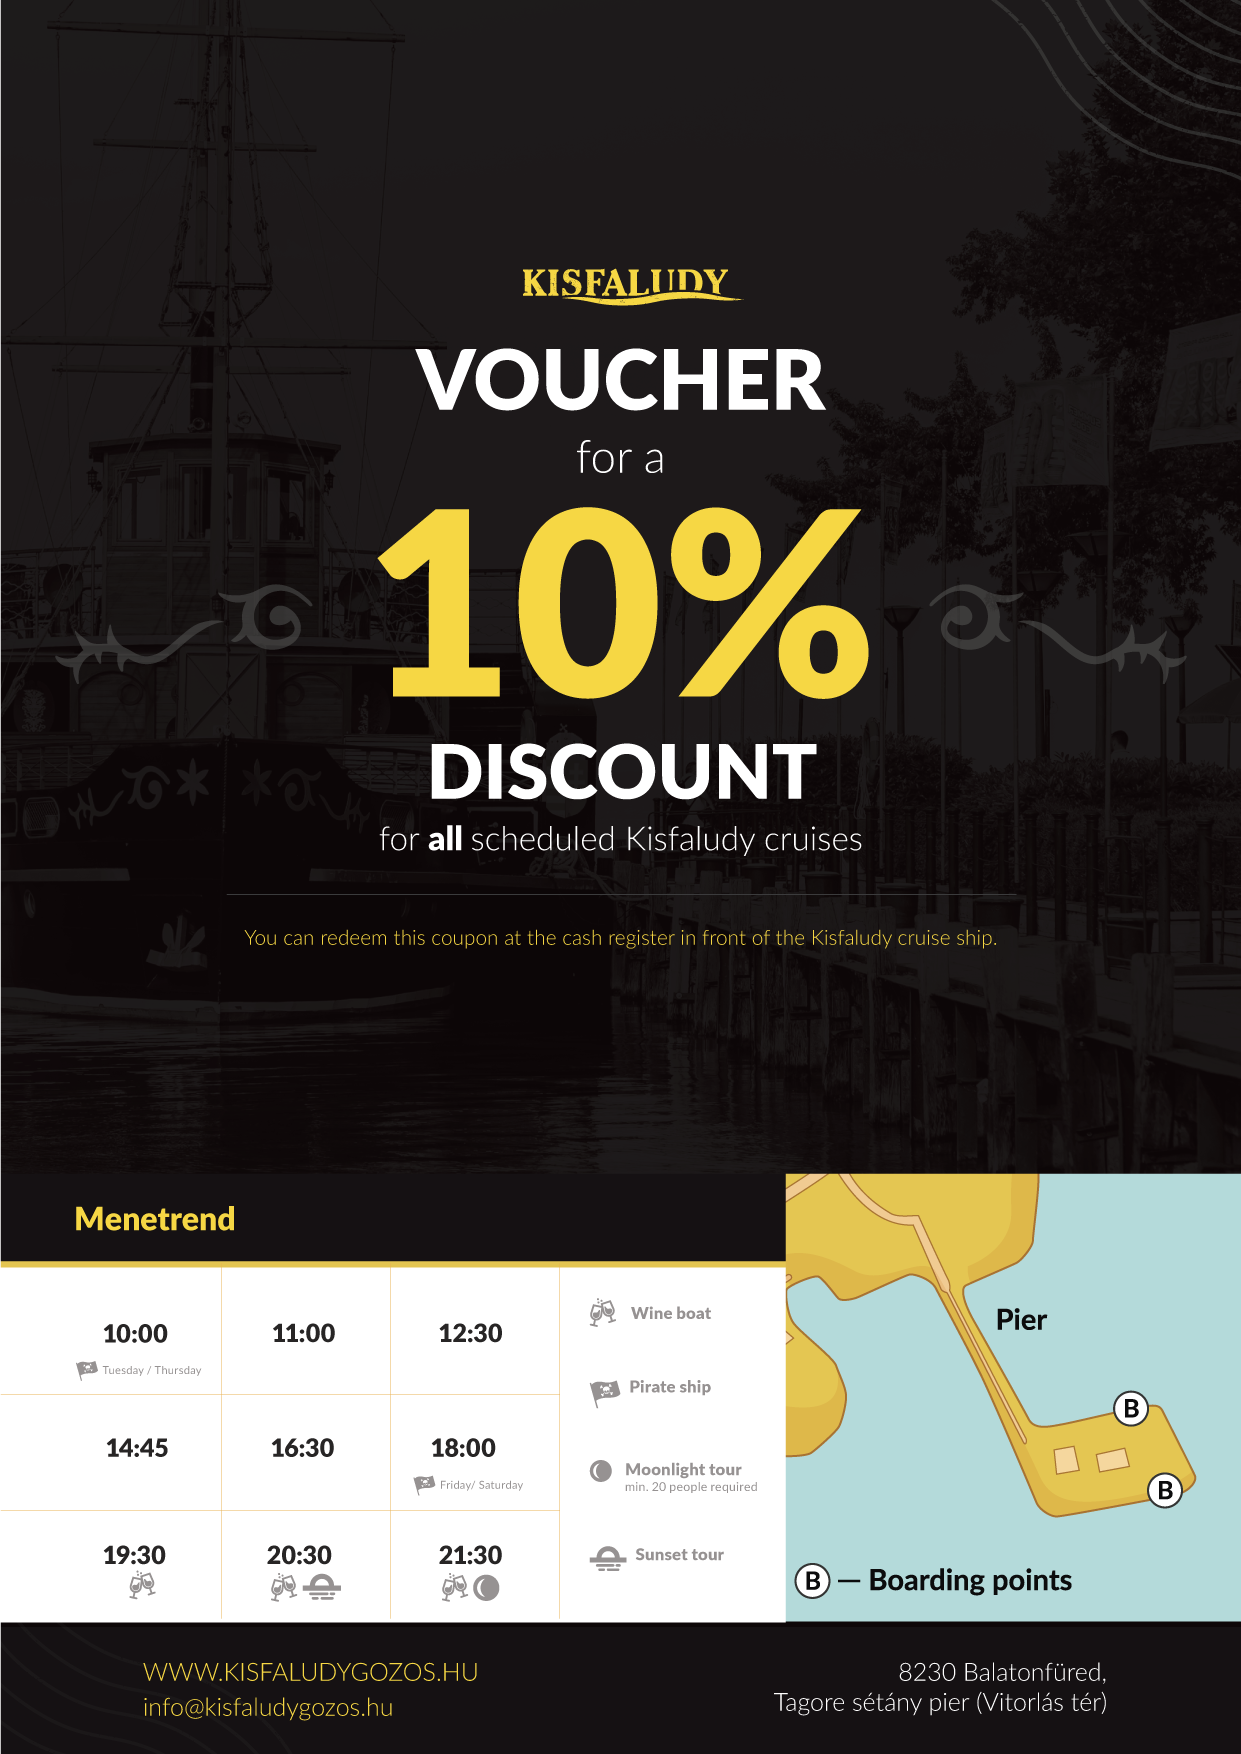 KISFALUDY
VOUCHER
for a
10%
DISCOUNT
for all scheduled Kisfaludy cruises
You can redeem this coupon at the cash register in front of the Kisfaludy cruise ship.
Menetrend
10:00
Tuesday / Thursday
11:00
12:30
14:45
16:30
18:00
Friday/ Saturday
19:30
20:30
21:30
Wine boat
Pirate ship
Moonlight tour
min. 20 people required
Sunset tour
Pier
B
B
B — Boarding points
WWW.KISFALUDYGOZOS.HU
info@kisfaludygozos.hu
8230 Balatonfüred,
Tagore sétány pier (Vitorlás tér)